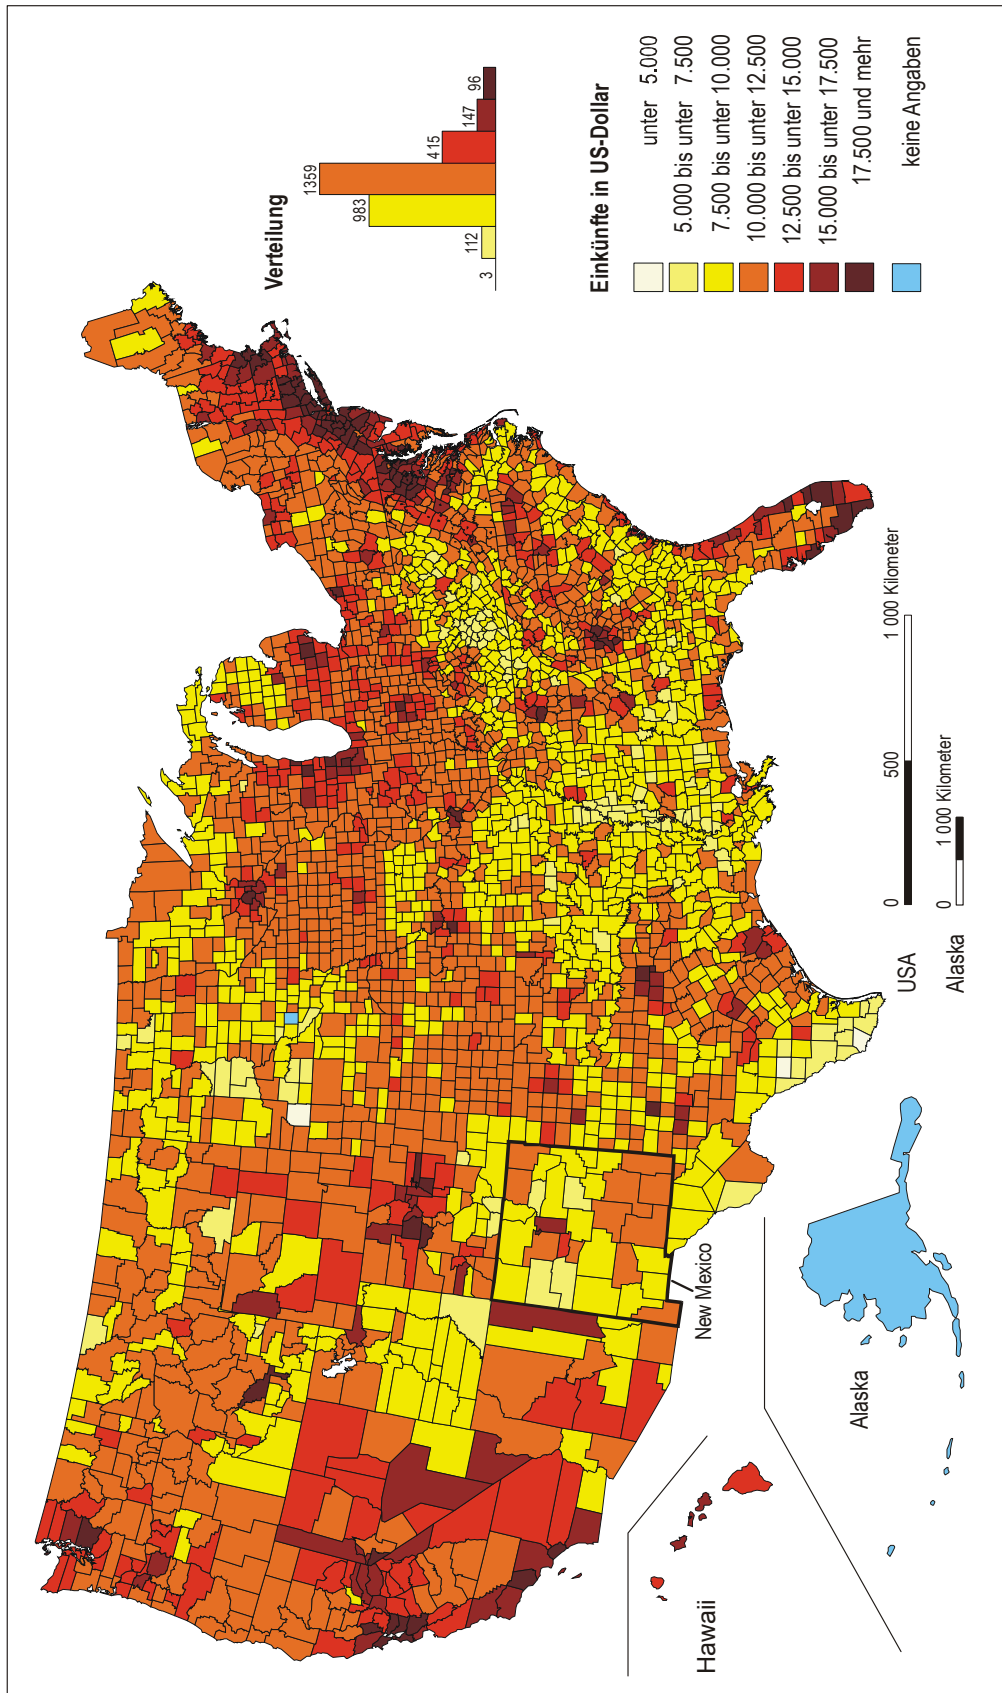 Verteilung
3
112
983
1359
415
147
96
Einkünfte in US-Dollar
unter 5.000
5.000 bis unter 7.500
7.500 bis unter 10.000
10.000 bis unter 12.500
12.500 bis unter 15.000
15.000 bis unter 17.500
17.500 und mehr
keine Angaben
New Mexico
Hawaii
Alaska
USA
0
500
1 000 Kilometer
Alaska
0
1 000 Kilometer